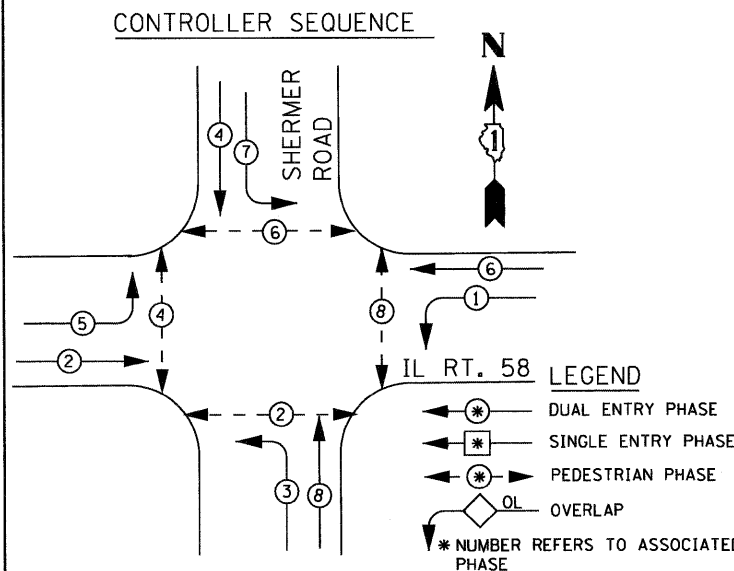 CONTROLLER SEQUENCE
N
1
SHERMER
ROAD
4
7
6
6
1
5
4
8
2
IL RT. 58
LEGEND
2
3
8
* DUAL ENTRY PHASE
* SINGLE ENTRY PHASE
* PEDESTRIAN PHASE
OL OVERLAP
* NUMBER REFERS TO ASSOCIATED
PHASE